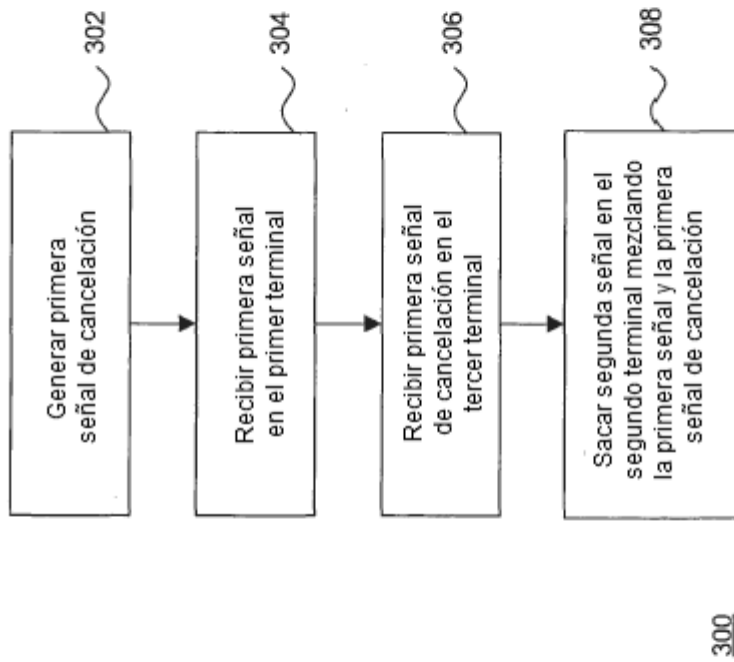 302
Generar primera
señal de cancelación
304
Recibir primera señal
en el primer terminal
306
Recibir primera señal
de cancelación en el
tercer terminal
308
Sacar segunda señal en el
segundo terminal mezclando
la primera señal y la primera
señal de cancelación
300